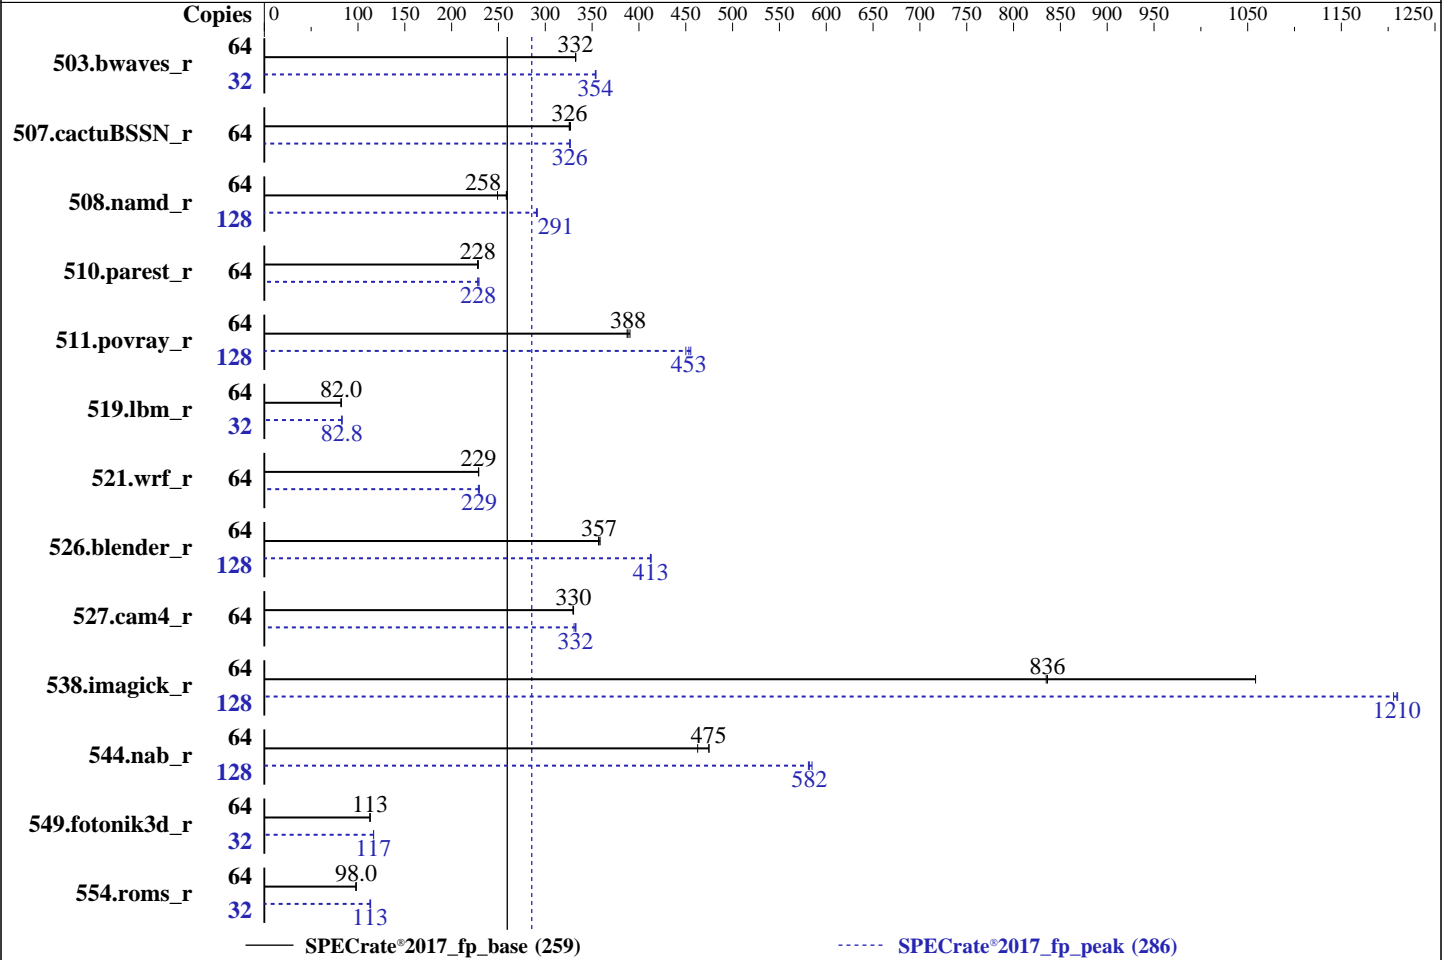 Copies 0 100 150 200 250 300 350 400 450 500 550 600 650 700 750 800 850 900 950 1050 1150 1250
503.bwaves_r 64 332
32 354
507.cactuBSSN_r 64 326
326
508.namd_r 64 258
128 291
510.parest_r 64 228
228
511.povray_r 64 388
128 453
519.lbm_r 64 82.0
32 82.8
521.wrf_r 64 229
229
526.blender_r 64 357
128 413
527.cam4_r 64 330
332
538.imagick_r 64 836
128 1210
544.nab_r 64 475
128 582
549.fotonik3d_r 64 113
32 117
554.roms_r 64 98.0
32 113
SPECrate®2017_fp_base (259) SPECrate®2017_fp_peak (286)